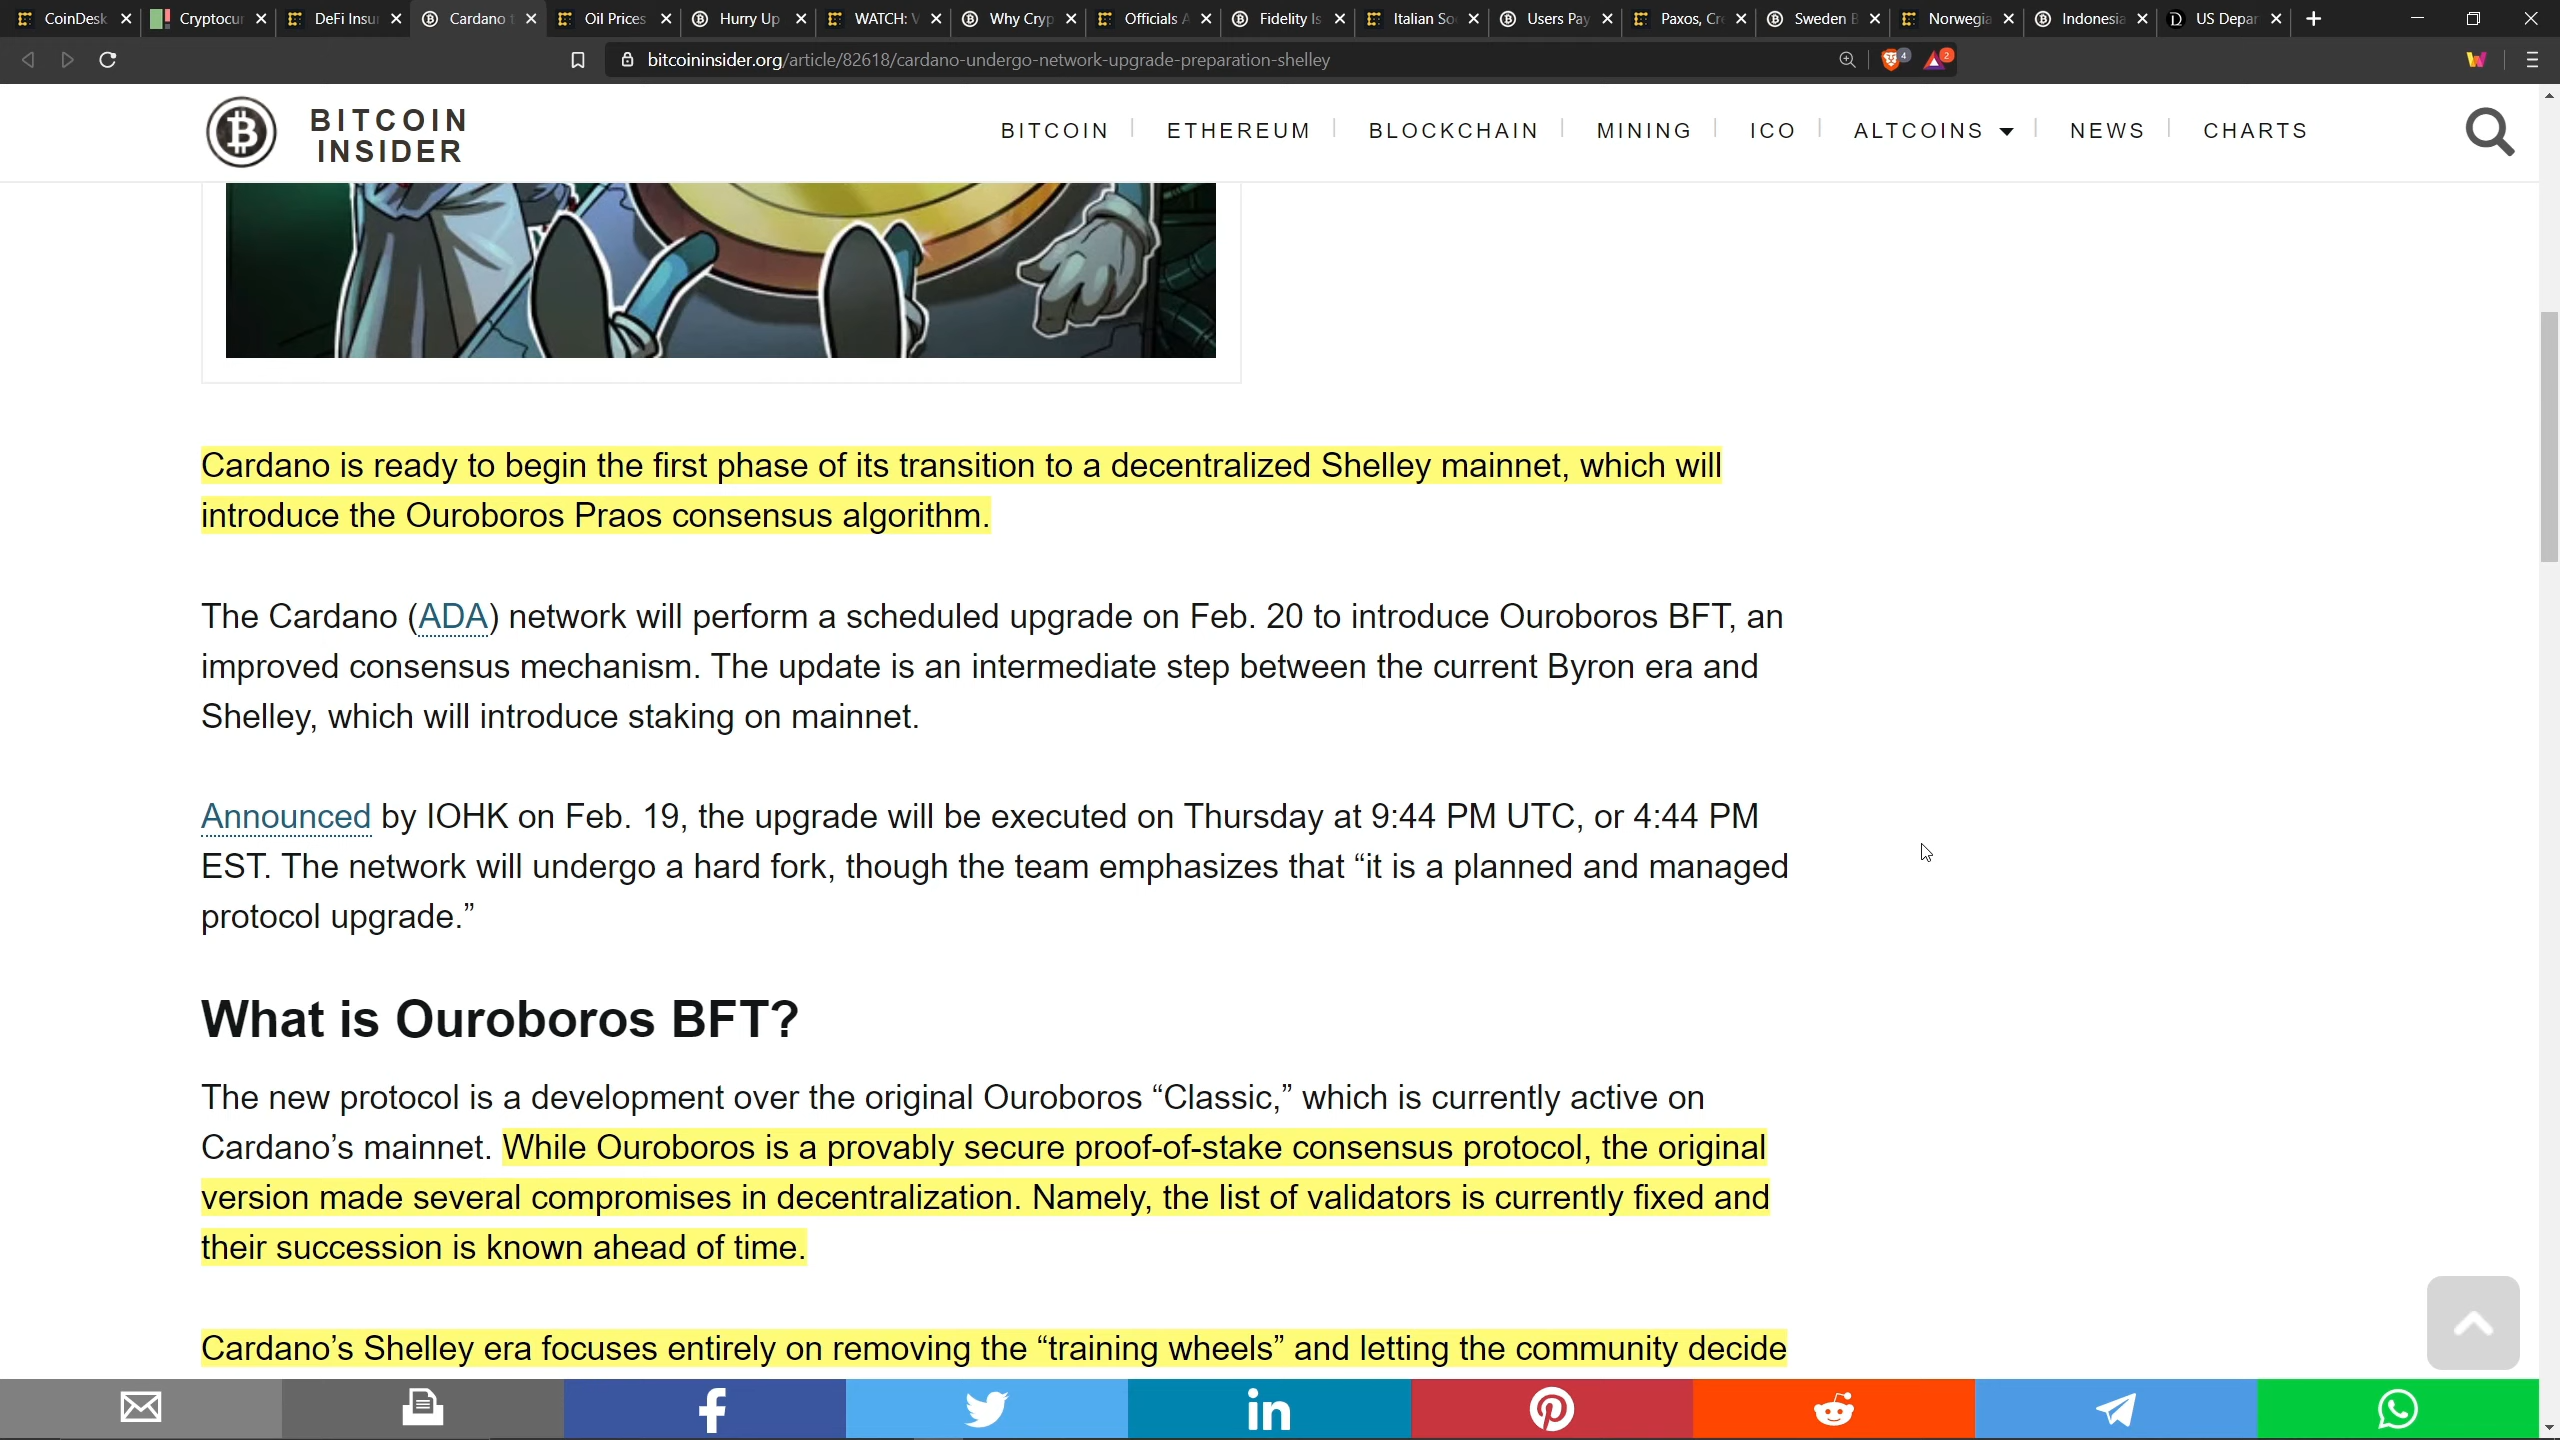 CoinDesk
Cryptocur
DeFi Insu
Cardano t
Oil Prices
Hurry Up
WATCH: V
Why Cryp
Officials A
Fidelity Is
Italian So
Users Pay
Paxos, Cr
Sweden B
Norwegia
Indonesia
US Depar
bitcoininsider.org/article/82618/cardano-undergo-network-upgrade-preparation-shelley
4
2
BITCOIN
INSIDER
BITCOIN
ETHEREUM
BLOCKCHAIN
MINING
ICO
ALTCOINS
NEWS
CHARTS
Cardano is ready to begin the first phase of its transition to a decentralized Shelley mainnet, which will
introduce the Ouroboros Praos consensus algorithm.
The Cardano (ADA) network will perform a scheduled upgrade on Feb. 20 to introduce Ouroboros BFT, an
improved consensus mechanism. The update is an intermediate step between the current Byron era and
Shelley, which will introduce staking on mainnet.
Announced by IOHK on Feb. 19, the upgrade will be executed on Thursday at 9:44 PM UTC, or 4:44 PM
EST. The network will undergo a hard fork, though the team emphasizes that “it is a planned and managed
protocol upgrade.”
What is Ouroboros BFT?
The new protocol is a development over the original Ouroboros “Classic,” which is currently active on
Cardano’s mainnet. While Ouroboros is a provably secure proof-of-stake consensus protocol, the original
version made several compromises in decentralization. Namely, the list of validators is currently fixed and
their succession is known ahead of time.
Cardano’s Shelley era focuses entirely on removing the “training wheels” and letting the community decide